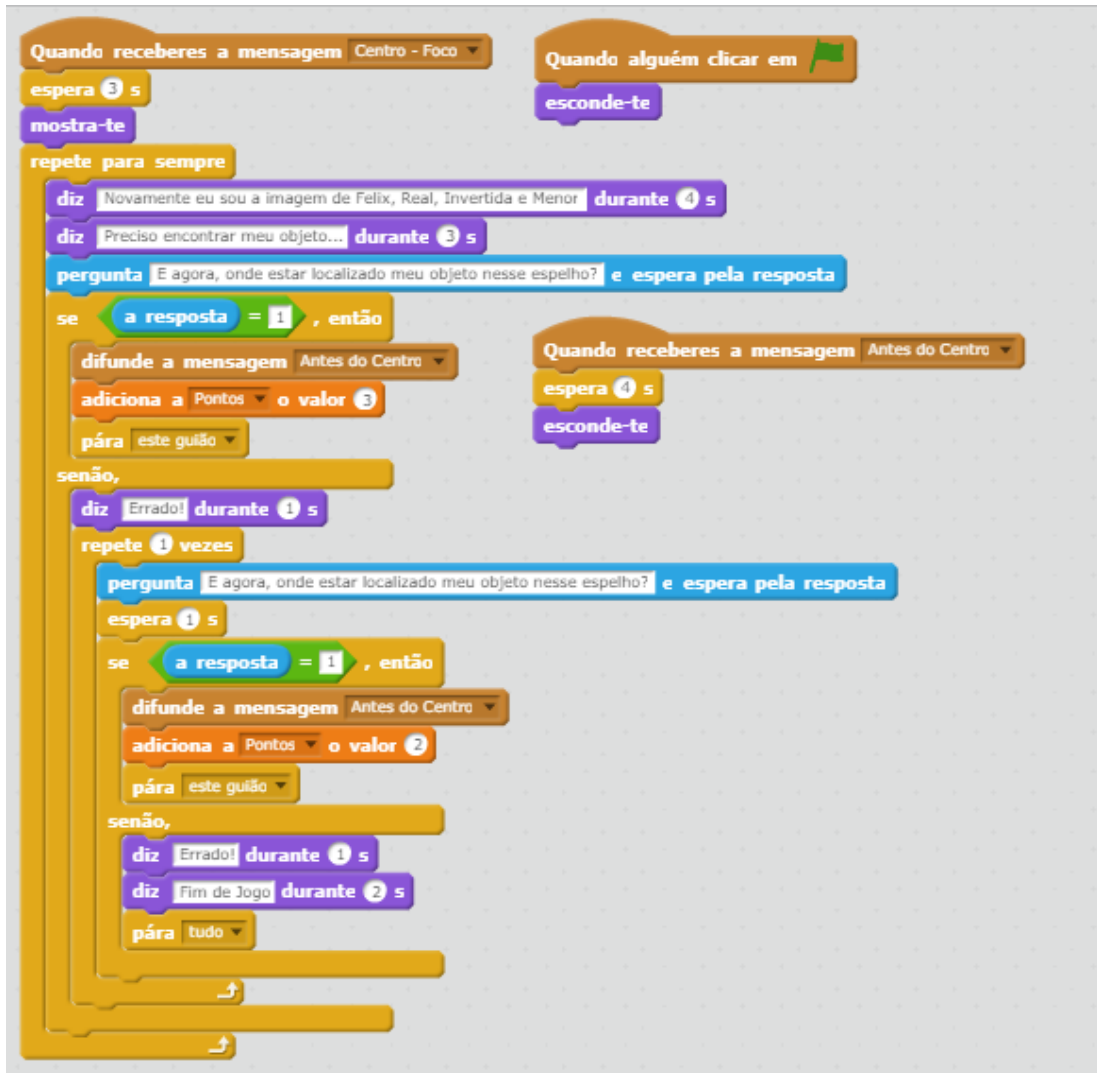 Quando receberes a mensagem Centro - Foco
espera 3 s
mostra-te
repete para sempre
diz Novamente eu sou a imagem de Felix, Real, Invertida e Menor durante 4 s
diz Preciso encontrar meu objeto... durante 3 s
pergunta E agora, onde estar localizado meu objeto nesse espelho? e espera pela resposta
se a resposta = 1 , então
difunde a mensagem Antes do Centro
adiciona a Pontos o valor 3
pára este guião
senão,
diz Errado! durante 1 s
repete 1 vezes
pergunta E agora, onde estar localizado meu objeto nesse espelho? e espera pela resposta
espera 1 s
se a resposta = 1 , então
difunde a mensagem Antes do Centro
adiciona a Pontos o valor 2
pára este guião
senão,
diz Errado! durante 1 s
diz Fim de Jogo durante 2 s
pára tudo
Quando alguém clicar em
esconde-te
Quando receberes a mensagem Antes do Centro
espera 4 s
esconde-te